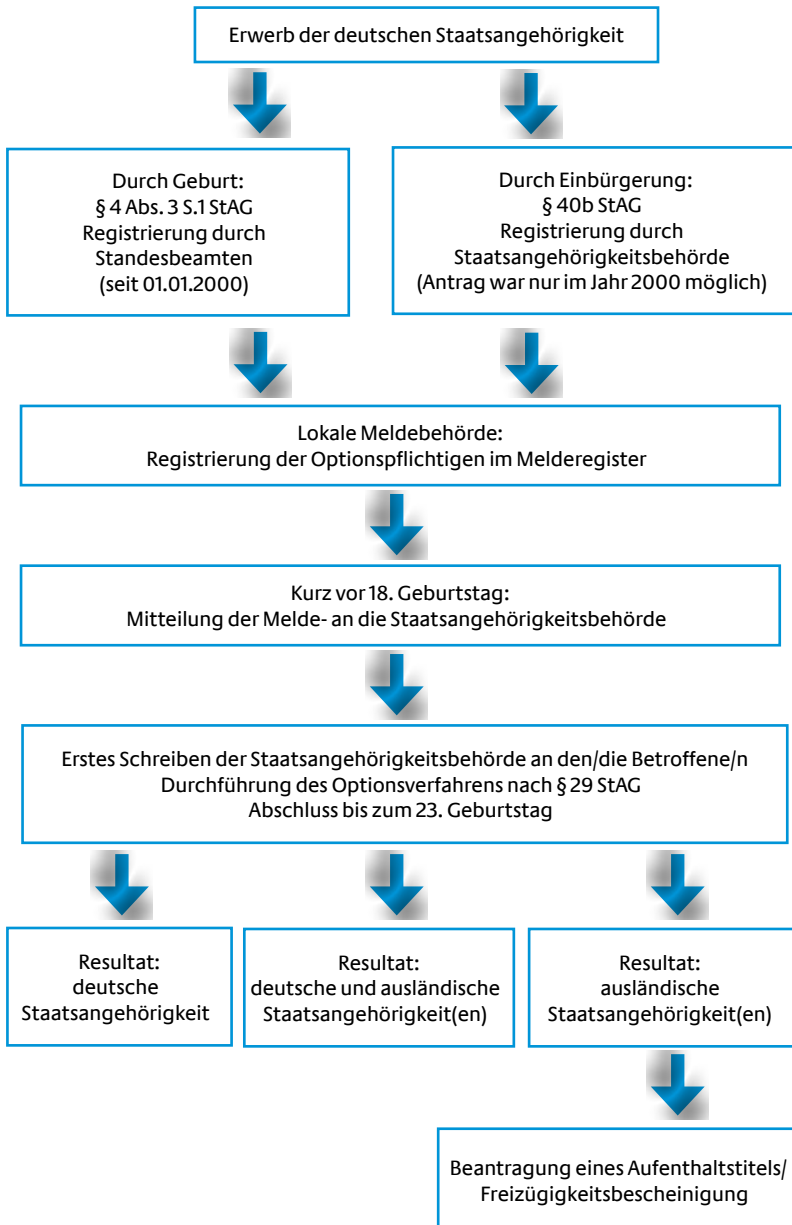 Erwerb der deutschen Staatsangehörigkeit
Durch Geburt:
§ 4 Abs. 3 S.1 StAG
Registrierung durch
Standesbeamten
(seit 01.01.2000)
Durch Einbürgerung:
§ 40b StAG
Registrierung durch
Staatsangehörigkeitsbehörde
(Antrag war nur im Jahr 2000 möglich)
Lokale Meldebehörde:
Registrierung der Optionspflichtigen im Melderegister
Kurz vor 18. Geburtstag:
Mitteilung der Melde- an die Staatsangehörigkeitsbehörde
Erstes Schreiben der Staatsangehörigkeitsbehörde an den/die Betroffene/n
Durchführung des Optionsverfahrens nach § 29 StAG
Abschluss bis zum 23. Geburtstag
Resultat:
deutsche
Staatsangehörigkeit
Resultat:
deutsche und ausländische
Staatsangehörigkeit(en)
Resultat:
ausländische
Staatsangehörigkeit(en)
Beantragung eines Aufenthaltstitels/
Freizügigkeitsbescheinigung